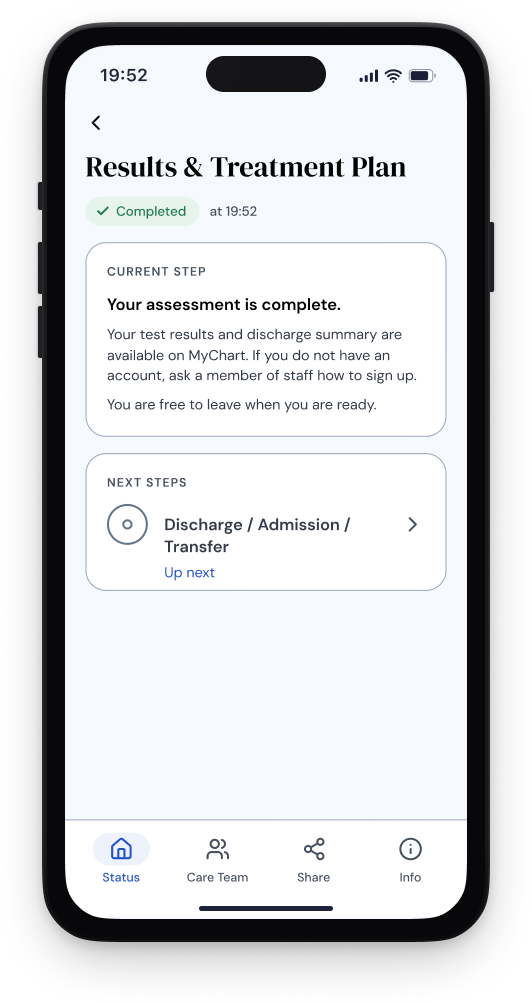 19:52
Results & Treatment Plan
Completed at 19:52
CURRENT STEP
Your assessment is complete.
Your test results and discharge summary are
available on MyChart. If you do not have an
account, ask a member of staff how to sign up.
You are free to leave when you are ready.
NEXT STEPS
Discharge / Admission /
Transfer
Up next
Status Care Team Share Info